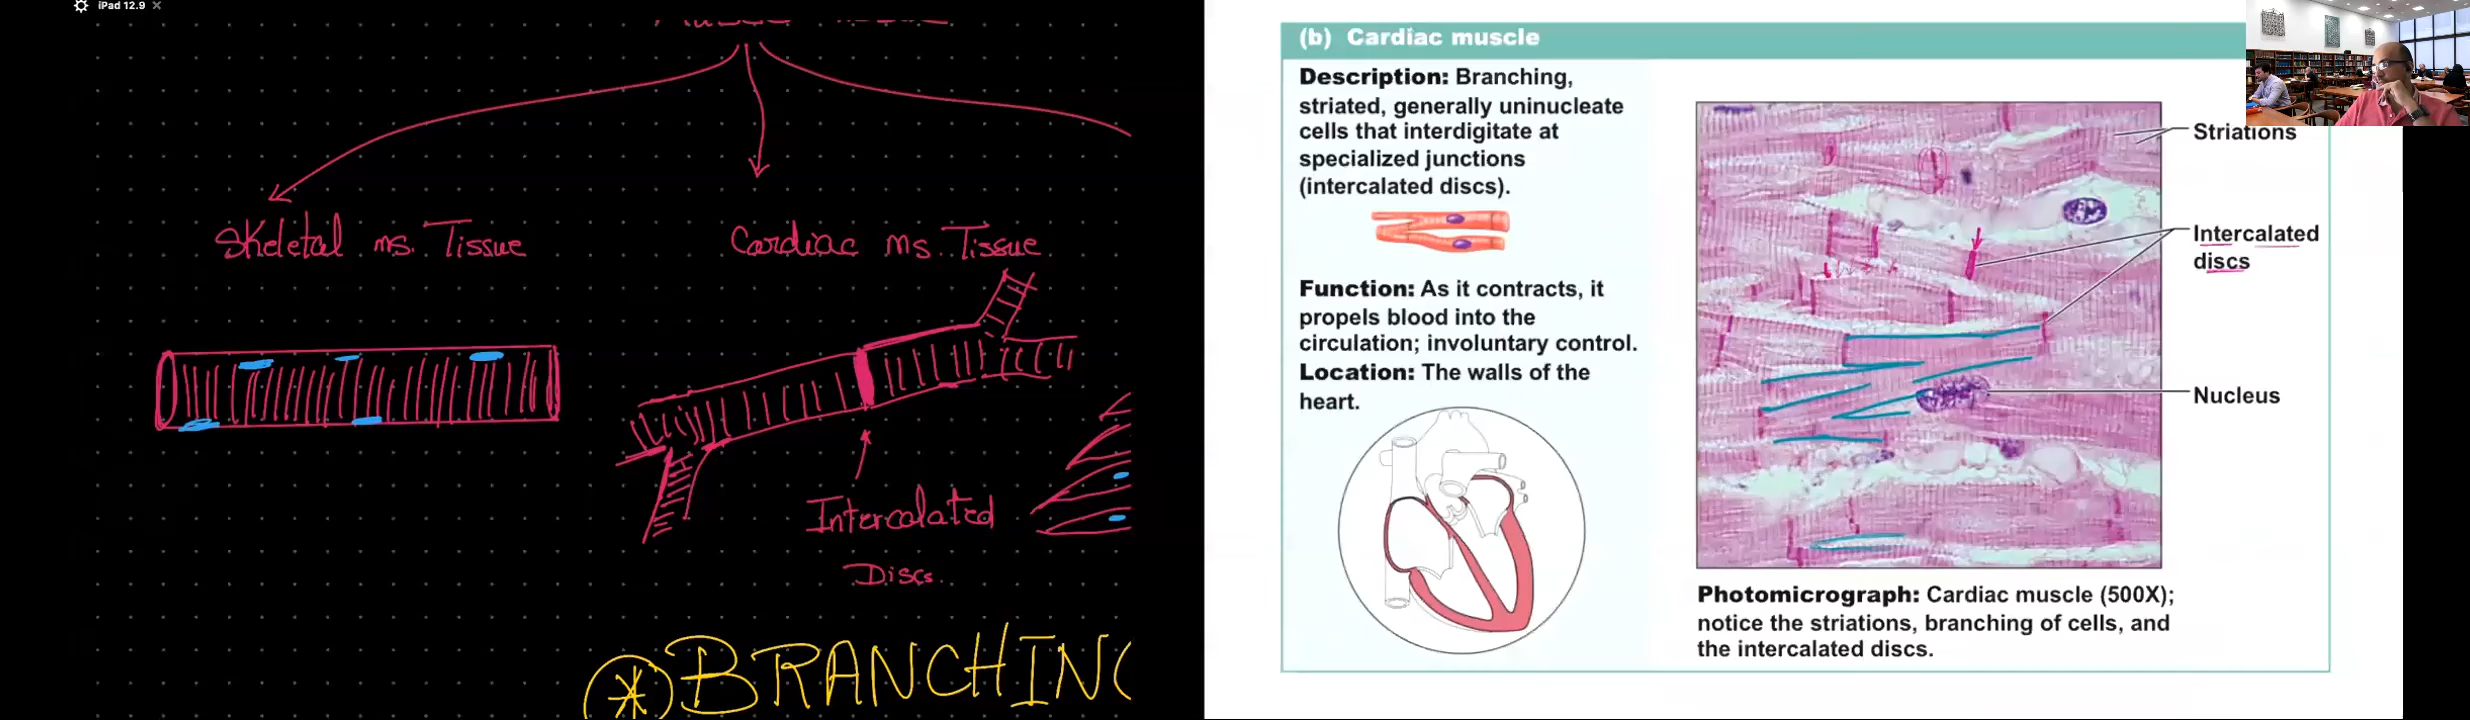 iPad 12.9
Skeletal ms. Tissue
Cardiac ms. Tissue
Intercalated
Discs.
BRANCHIN
(b) Cardiac muscle
Description: Branching,
striated, generally uninucleate
cells that interdigitate at
specialized junctions
(intercalated discs).
Function: As it contracts, it
propels blood into the
circulation; involuntary control.
Location: The walls of the
heart.
Striations
Intercalated
discs
Nucleus
Photomicrograph: Cardiac muscle (500X);
notice the striations, branching of cells, and
the intercalated discs.